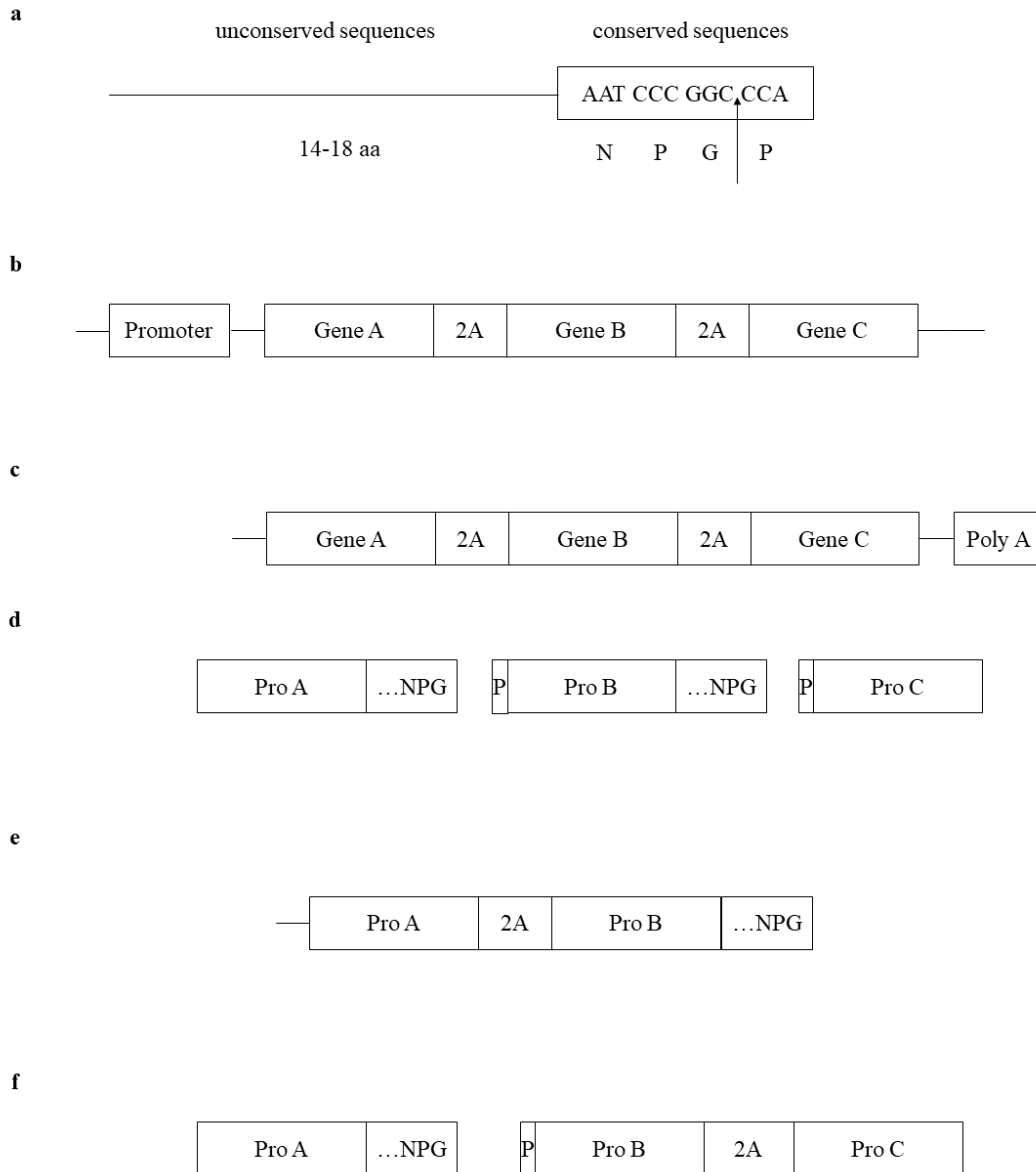 a
unconserved sequences conserved sequences
AAT CCC GGC CCA
14-18 aa N P G P
b
Promoter Gene A 2A Gene B 2A Gene C
c
Gene A 2A Gene B 2A Gene C Poly A
d
Pro A …NPG P Pro B …NPG P Pro C
e
Pro A 2A Pro B …NPG
f
Pro A …NPG P Pro B 2A Pro C